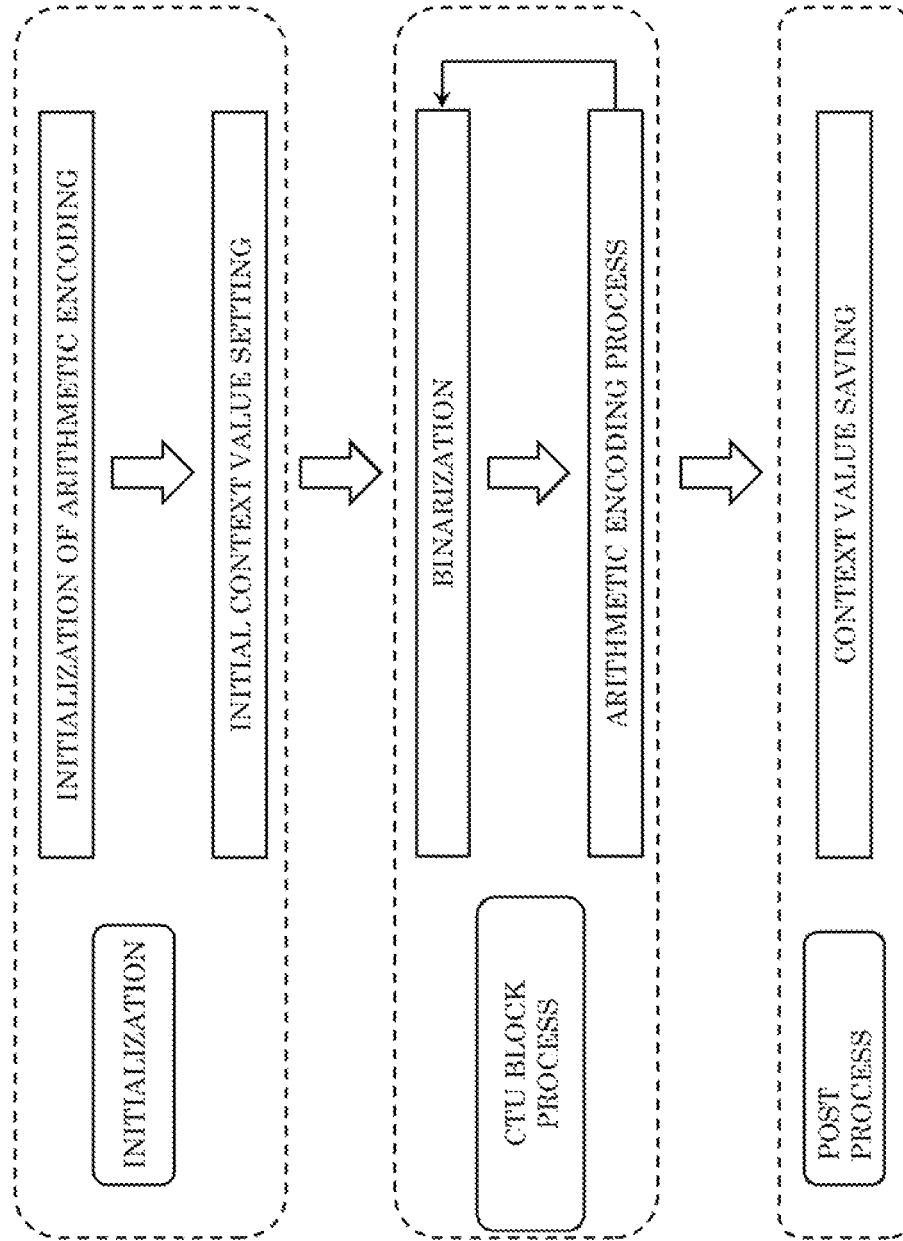 INITIALIZATION
INITIALIZATION OF ARITHMETIC ENCODING
INITIAL CONTEXT VALUE SETTING
CTU BLOCK
PROCESS
BINARIZATION
ARITHMETIC ENCODING PROCESS
POST
PROCESS
CONTEXT VALUE SAVING